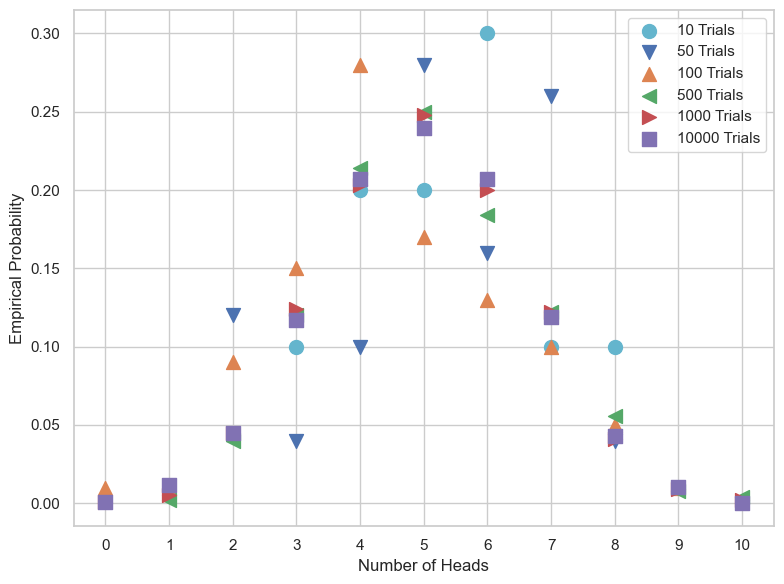 10 Trials
50 Trials
100 Trials
500 Trials
1000 Trials
10000 Trials
Empirical Probability
0.30
0.25
0.20
0.15
0.10
0.05
0.00
0 1 2 3 4 5 6 7 8 9 10
Number of Heads